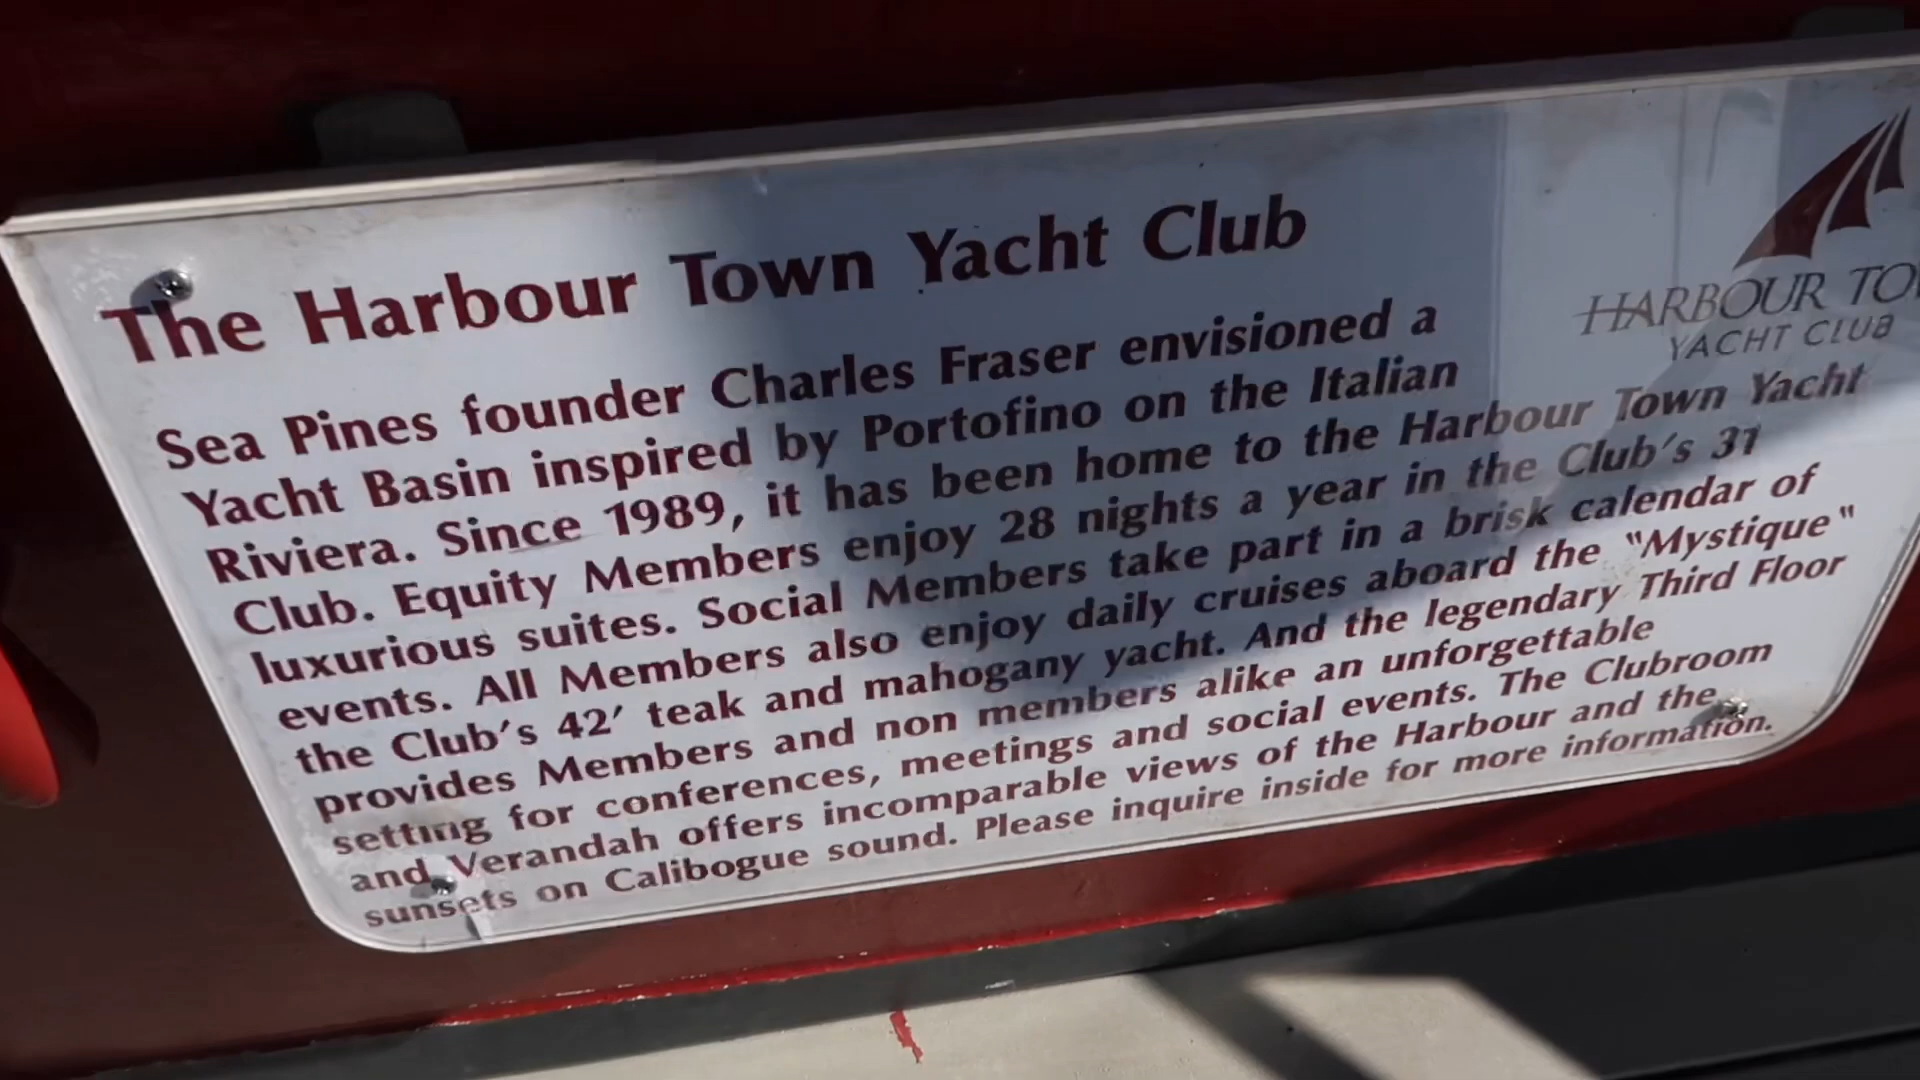 The Harbour Town Yacht Club
HARBOUR TO
YACHT CLUB
Sea Pines founder Charles Fraser envisioned a
Yacht Basin inspired by Portofino on the Italian
Riviera. Since 1989, it has been home to the Harbour Town Yacht
Club. Equity Members enjoy 28 nights a year in the Club's 31
luxurious suites. Social Members take part in a brisk calendar of
events. All Members also enjoy daily cruises aboard the "Mystique"
the Club's 42' teak and mahogany yacht. And the legendary Third Floor
provides Members and non members alike an unforgettable
setting for conferences, meetings and social events. The Clubroom
and Verandah offers incomparable views of the Harbour and the
sunsets on Calibogue sound. Please inquire inside for more information.